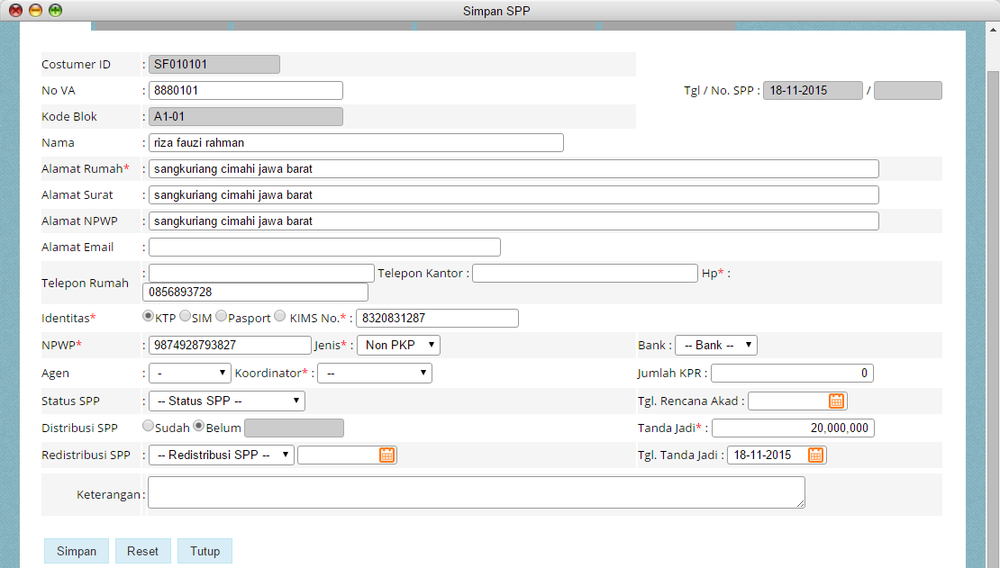 Simpan SPP
Costumer ID : SF010101
No VA : 8880101 Tgl / No. SPP : 18-11-2015 /
Kode Blok : A1-01
Nama : riza fauzi rahman
Alamat Rumah* : sangkuriang cimahi jawa barat
Alamat Surat : sangkuriang cimahi jawa barat
Alamat NPWP : sangkuriang cimahi jawa barat
Alamat Email :
Telepon Rumah : Telepon Kantor : Hp* :
0856893728
Identitas* KTP SIM Pasport KIMS No.* : 8320831287
NPWP* : 9874928793827 Jenis* : Non PKP Bank : -- Bank --
Agen : - Koordinator* : -- Jumlah KPR : 0
Status SPP : -- Status SPP -- Tgl. Rencana Akad :
Distribusi SPP : Sudah Belum Tanda Jadi* : 20,000,000
Redistribusi SPP : -- Redistribusi SPP -- Tgl. Tanda Jadi : 18-11-2015
Keterangan :
Simpan Reset Tutup